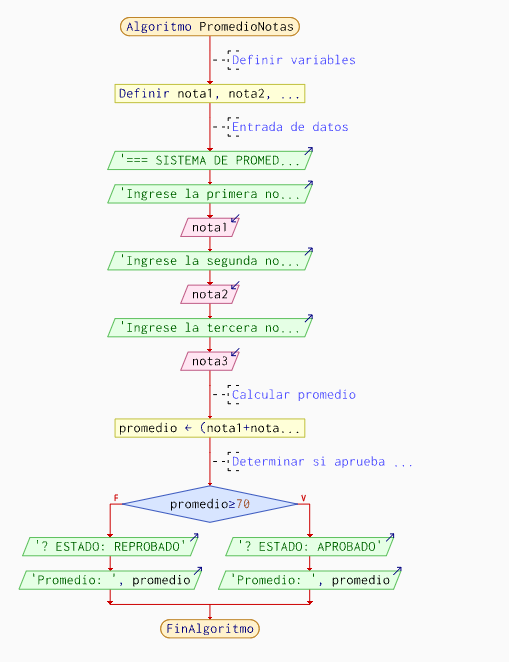 Algoritmo PromedioNotas
Definir variables
Definir nota1, nota2, ...
Entrada de datos
'=== SISTEMA DE PROMED...
'Ingrese la primera no...
nota1
'Ingrese la segunda no...
nota2
'Ingrese la tercera no...
nota3
Calcular promedio
promedio ← (nota1+nota...
Determinar si aprueba ...
F
V
promedio≥70
'? ESTADO: REPROBADO'
'? ESTADO: APROBADO'
'Promedio: ', promedio
'Promedio: ', promedio
FinAlgoritmo